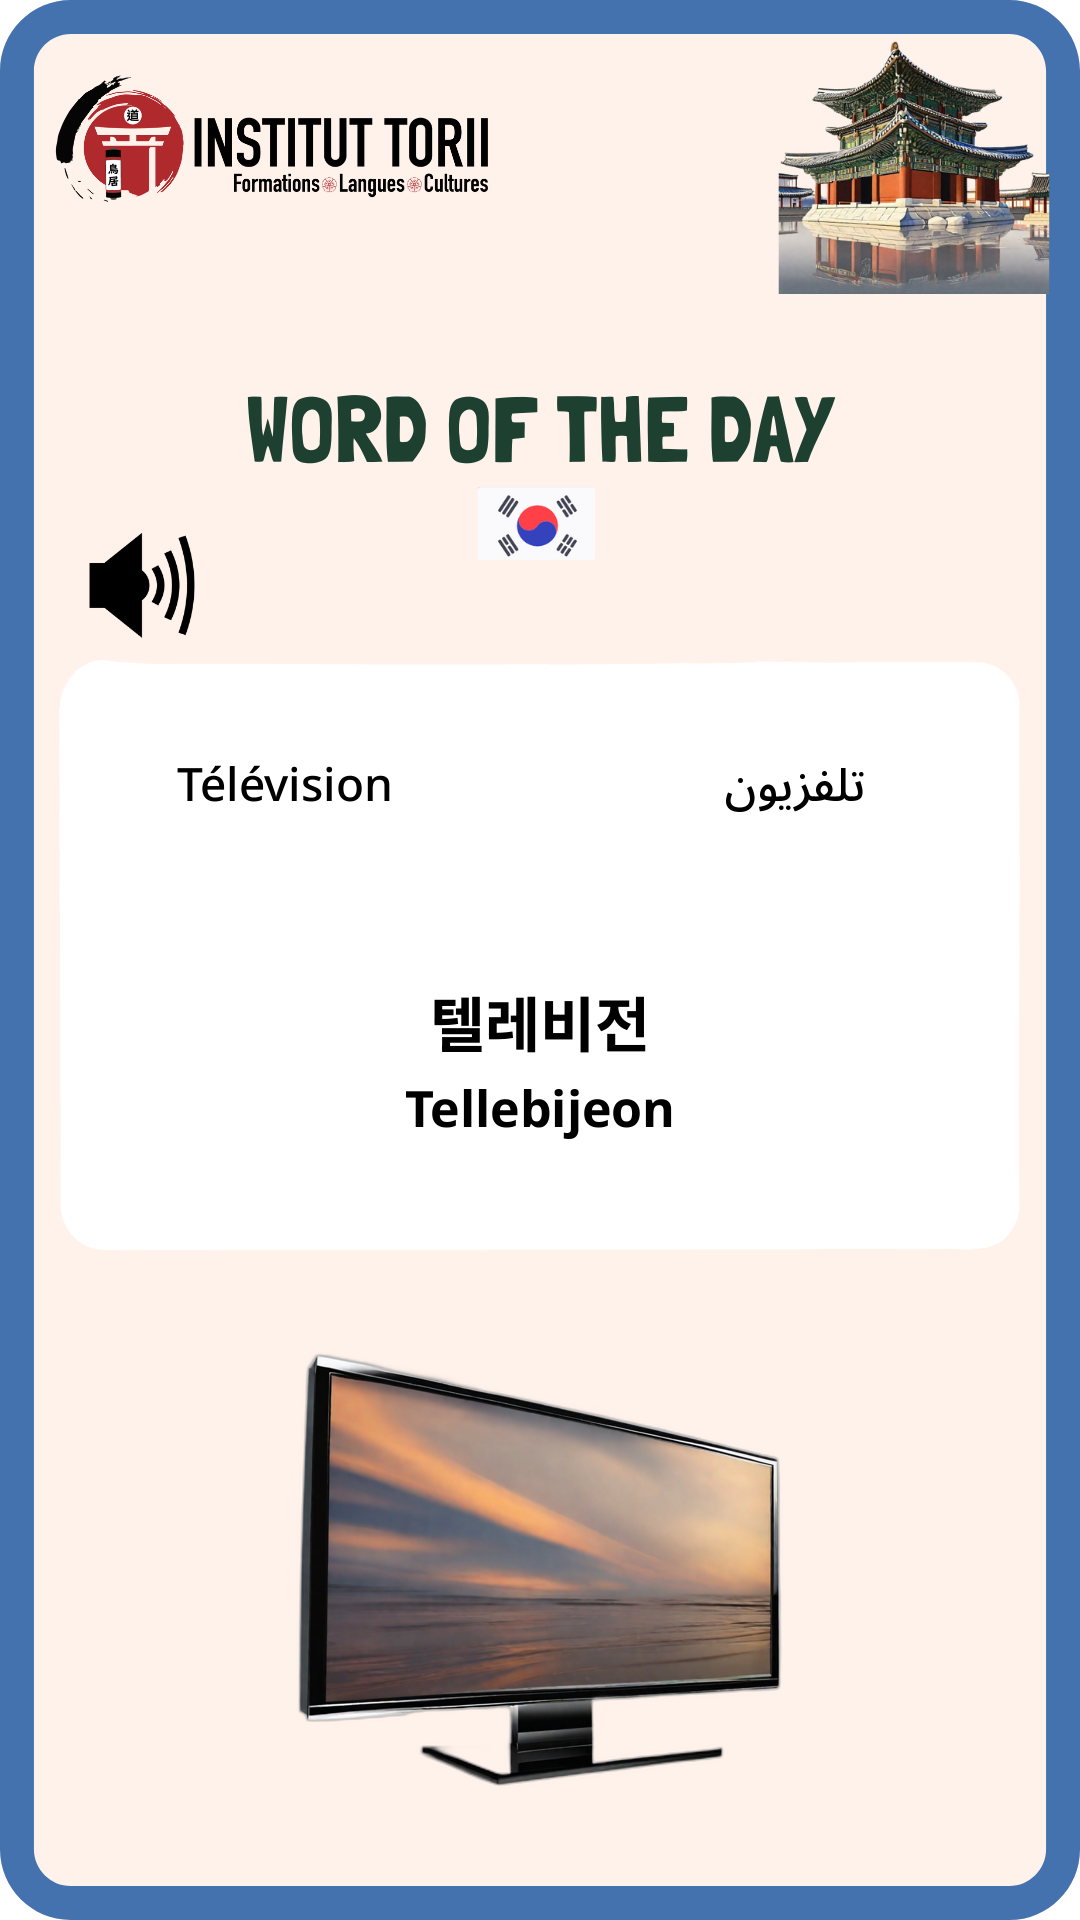 道
鳥居
INSTITUT TORII
Formations Langues Cultures
WORD OF THE DAY
Télévision
تلفزيون
텔레비전
Tellebijeon